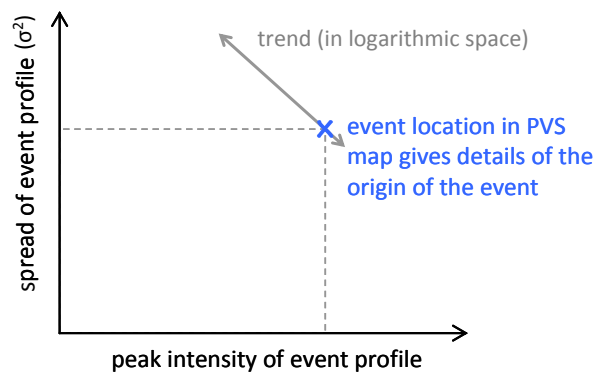 trend (in logarithmic space)
event location in PVS
map gives details of the
origin of the event
spread of event profile (σ²)
peak intensity of event profile